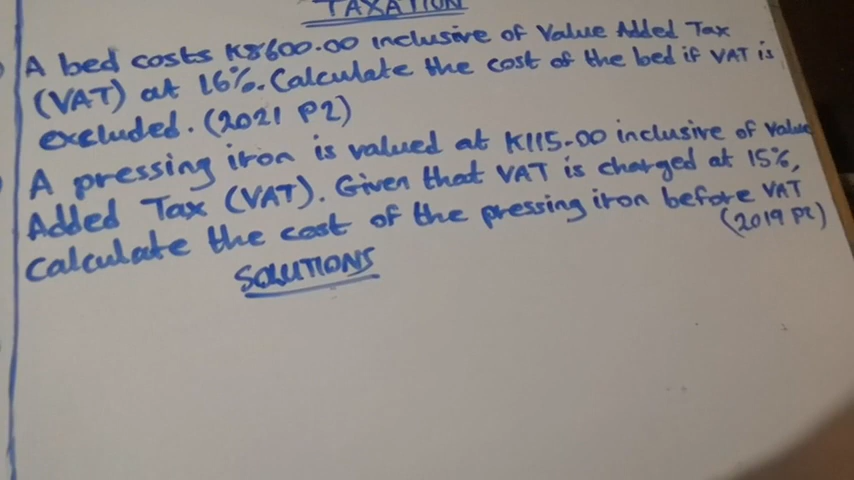 TAXATION
A bed costs K8600.00 inclusive of Value Added Tax
(VAT) at 16%. Calculate the cost of the bed if VAT is
excluded. (2021 P2)
A pressing iron is valued at K115.00 inclusive of Value
Added Tax (VAT). Given that VAT is charged at 15%,
Calculate the cost of the pressing iron before VAT
(2019 P2)
SOLUTIONS